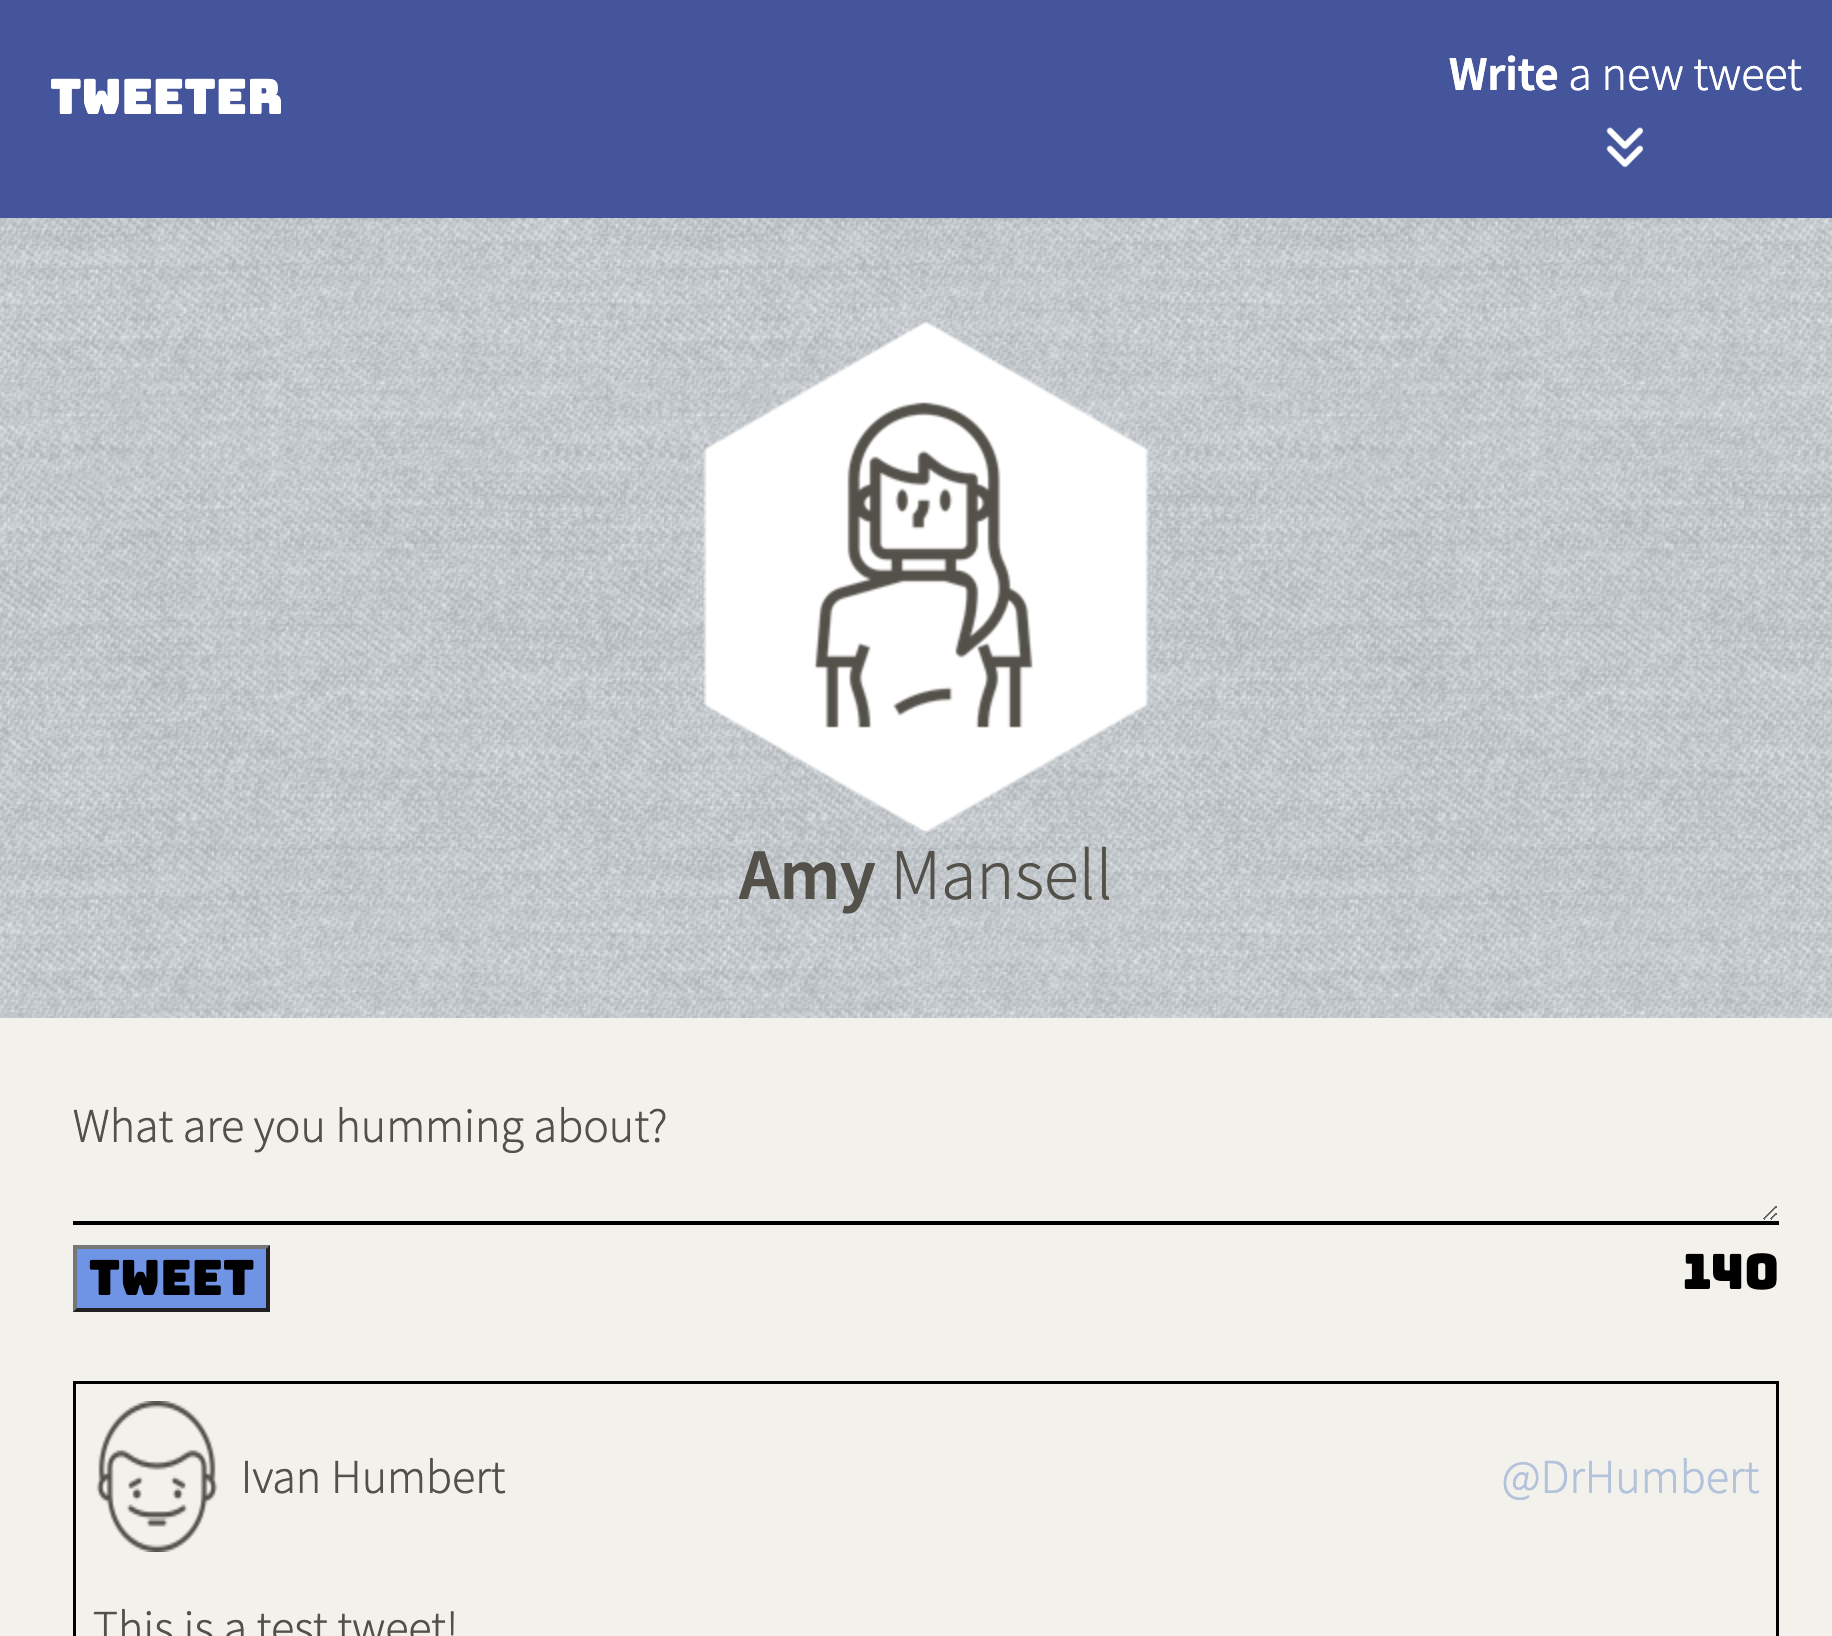 TWEETER
Write a new tweet
Amy Mansell
What are you humming about?
TWEET
140
Ivan Humbert
@DrHumbert
This is a test tweet!